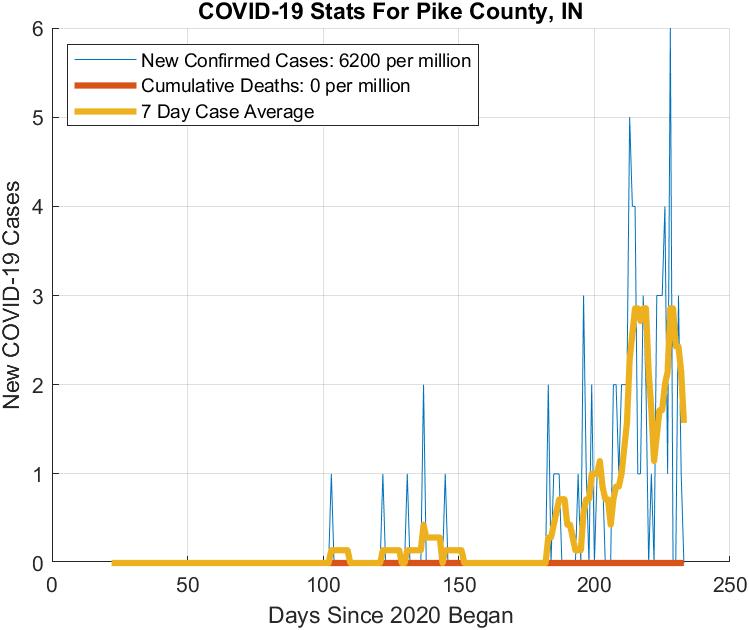 COVID-19 Stats For Pike County, IN
New Confirmed Cases: 6200 per million
Cumulative Deaths: 0 per million
7 Day Case Average
New COVID-19 Cases
6
5
4
3
2
1
0
0 50 100 150 200 250
Days Since 2020 Began